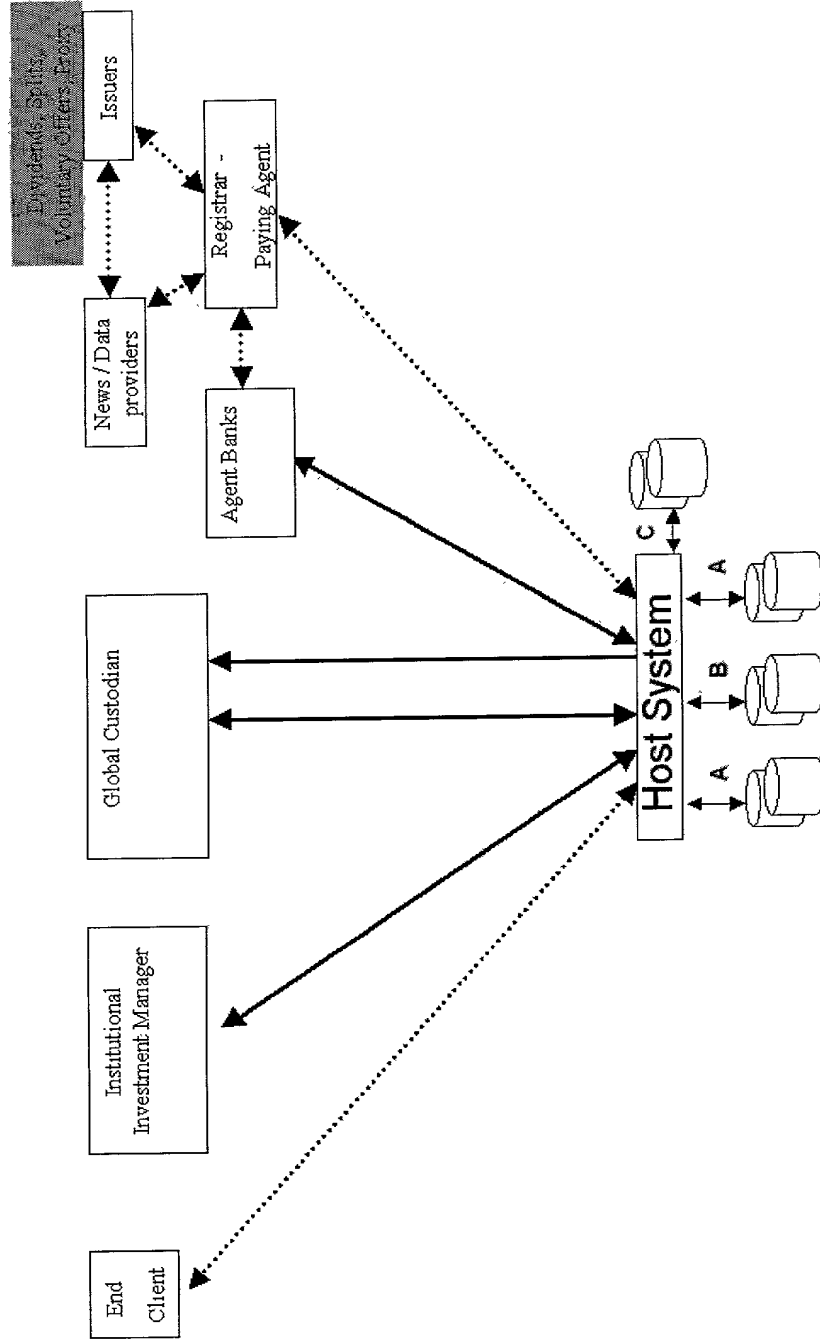 Dividends, Splits,
Voluntary Offers, Proxy
Issuers
News / Data
providers
Registrar -
Paying Agent
Agent Banks
Global Custodian
Institutional
Investment Manager
End
Client
Host System
A
B
A
C